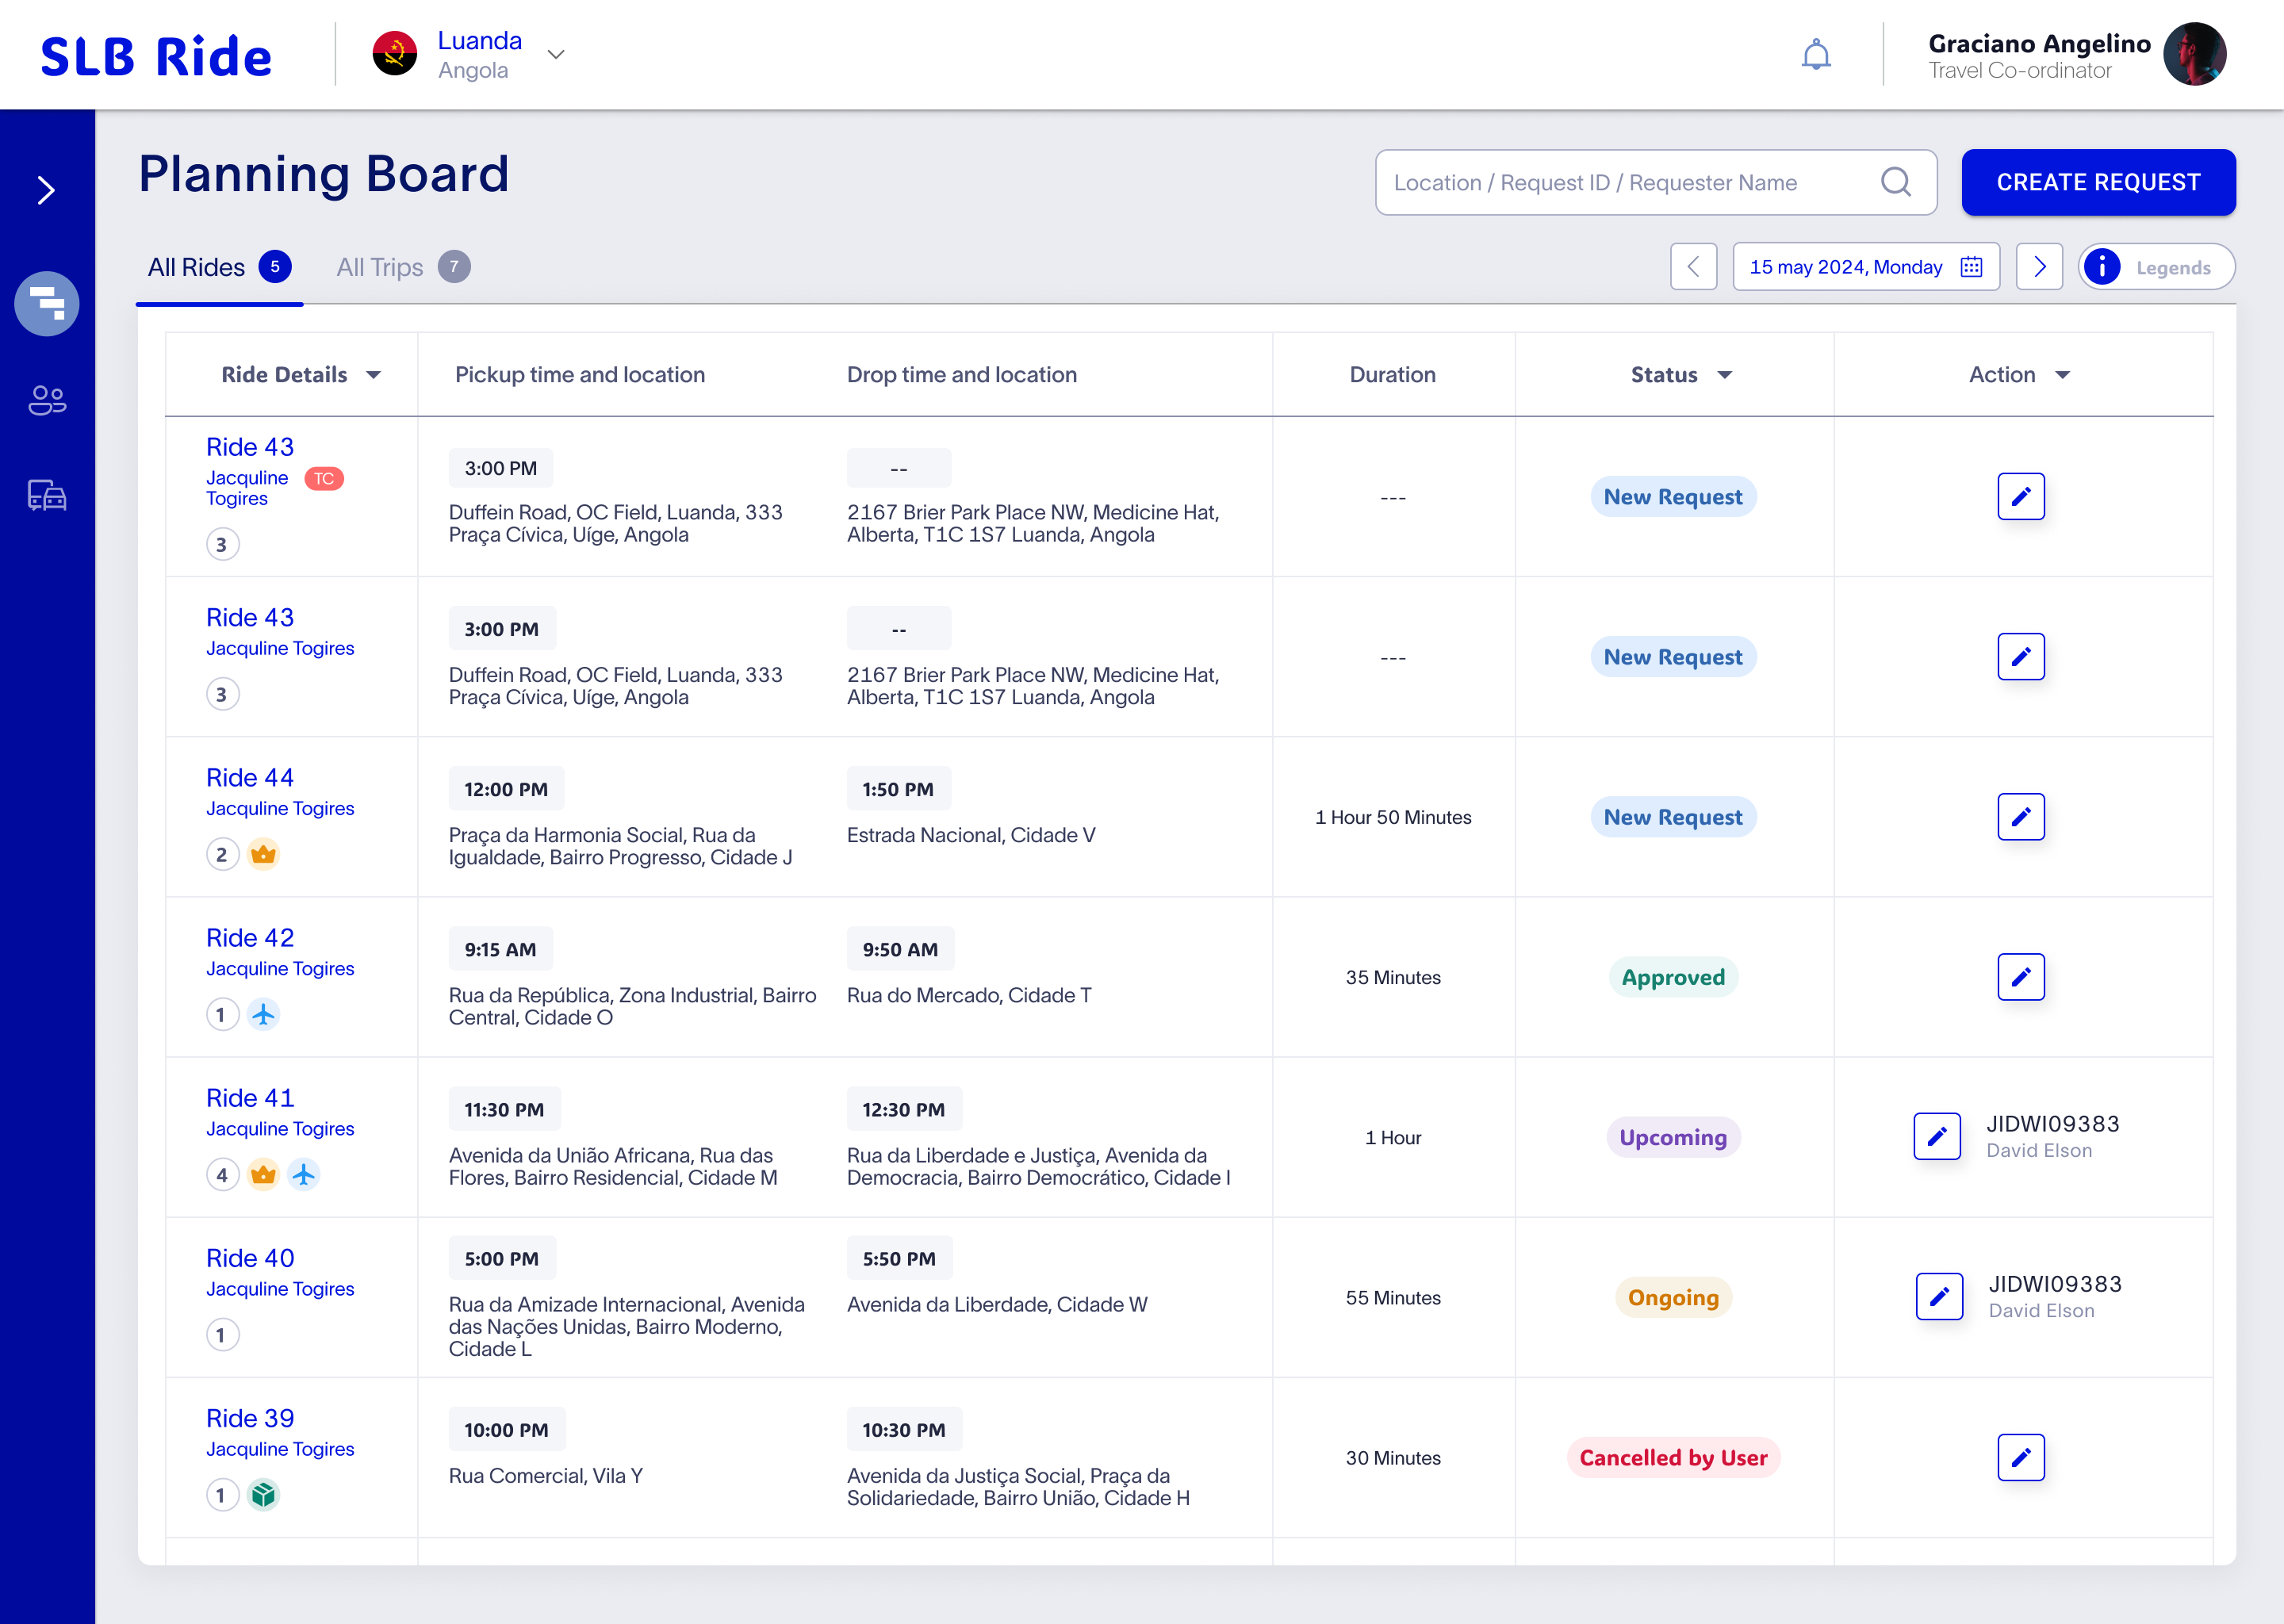 SLB Ride
Luanda
Angola
Graciano Angelino
Travel Co-ordinator
Planning Board
Location / Request ID / Requester Name
CREATE REQUEST
All Rides 5
All Trips 7
15 may 2024, Monday
Legends
Ride Details
Pickup time and location
Drop time and location
Duration
Status
Action
Ride 43
Jacquline
Togires
TC
3
3:00 PM
Duffein Road, OC Field, Luanda, 333
Praça Cívica, Uíge, Angola
--
2167 Brier Park Place NW, Medicine Hat,
Alberta, T1C 1S7 Luanda, Angola
---
New Request
Ride 43
Jacquline Togires
3
3:00 PM
Duffein Road, OC Field, Luanda, 333
Praça Cívica, Uíge, Angola
--
2167 Brier Park Place NW, Medicine Hat,
Alberta, T1C 1S7 Luanda, Angola
---
New Request
Ride 44
Jacquline Togires
2
12:00 PM
Praça da Harmonia Social, Rua da
Igualdade, Bairro Progresso, Cidade J
1:50 PM
Estrada Nacional, Cidade V
1 Hour 50 Minutes
New Request
Ride 42
Jacquline Togires
1
9:15 AM
Rua da República, Zona Industrial, Bairro
Central, Cidade O
9:50 AM
Rua do Mercado, Cidade T
35 Minutes
Approved
Ride 41
Jacquline Togires
4
11:30 PM
Avenida da União Africana, Rua das
Flores, Bairro Residencial, Cidade M
12:30 PM
Rua da Liberdade e Justiça, Avenida da
Democracia, Bairro Democrático, Cidade I
1 Hour
Upcoming
JIDWI09383
David Elson
Ride 40
Jacquline Togires
1
5:00 PM
Rua da Amizade Internacional, Avenida
das Nações Unidas, Bairro Moderno,
Cidade L
5:50 PM
Avenida da Liberdade, Cidade W
55 Minutes
Ongoing
JIDWI09383
David Elson
Ride 39
Jacquline Togires
1
10:00 PM
Rua Comercial, Vila Y
10:30 PM
Avenida da Justiça Social, Praça da
Solidariedade, Bairro União, Cidade H
30 Minutes
Cancelled by User